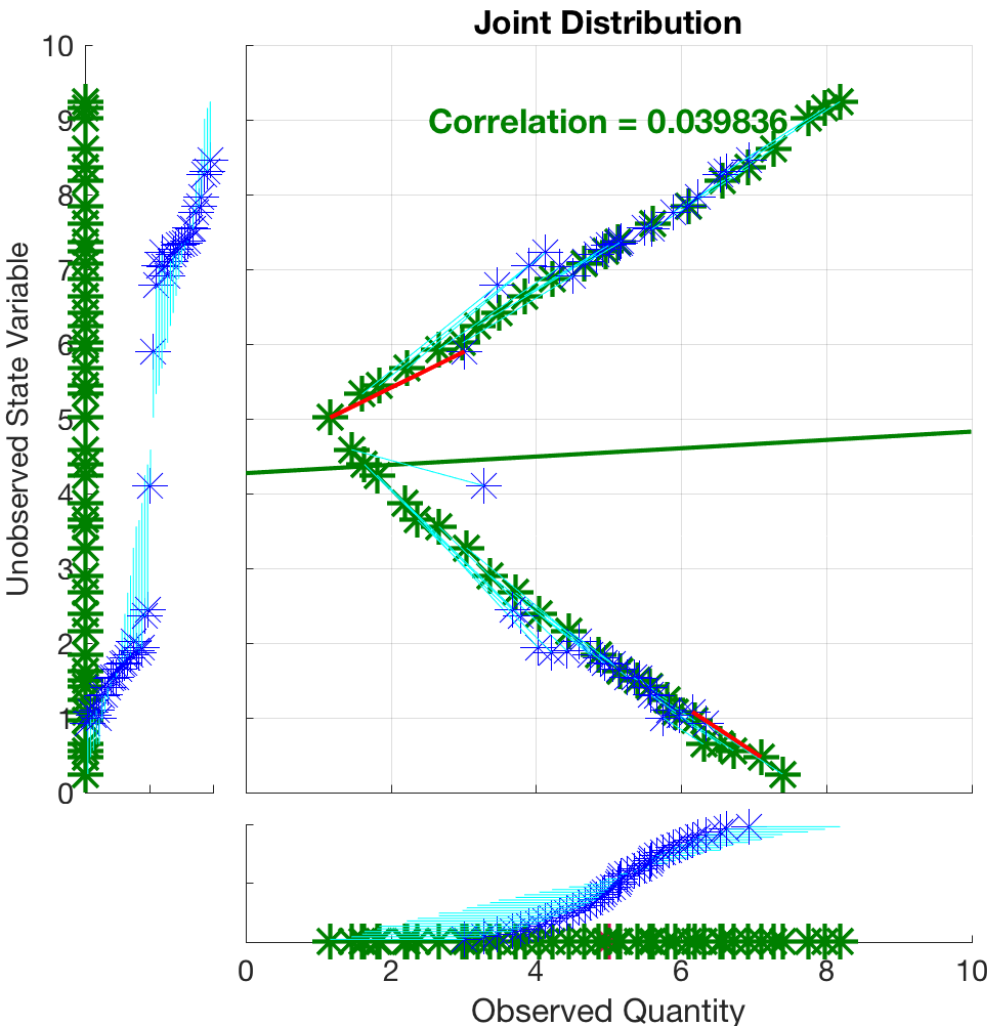 Joint Distribution
Correlation = 0.039836
Unobserved State Variable
10
9
8
7
6
5
4
3
2
1
0
0 2 4 6 8 10
Observed Quantity